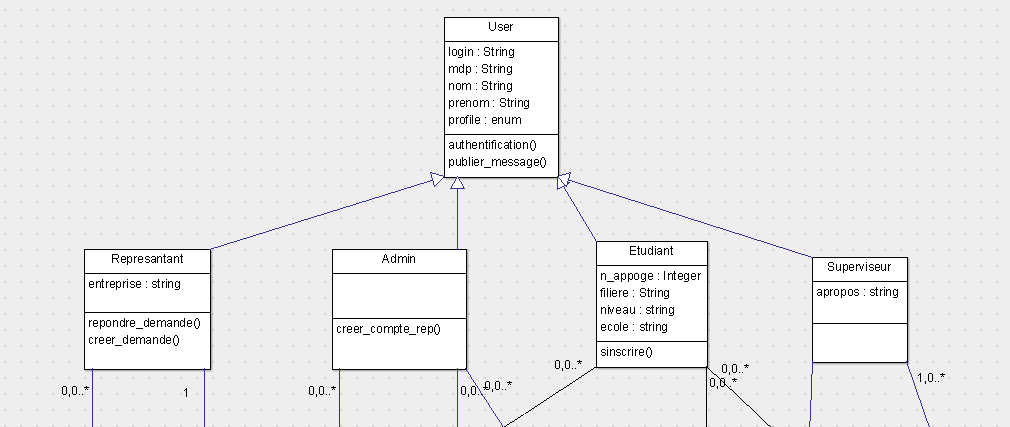 User
login : String
mdp : String
nom : String
prenom : String
profile : enum
authentification()
publier_message()
Represantant
entreprise : string
repondre_demande()
creer_demande()
Admin
creer_compte_rep()
Etudiant
n_appoge : Integer
filiere : String
niveau : string
ecole : string
sinscrire()
Superviseur
apropos : string
0,0..*
1
0,0..*
0,0..*
0,0..*
0,0..*
0,0..*
0,0..*
1,0..*